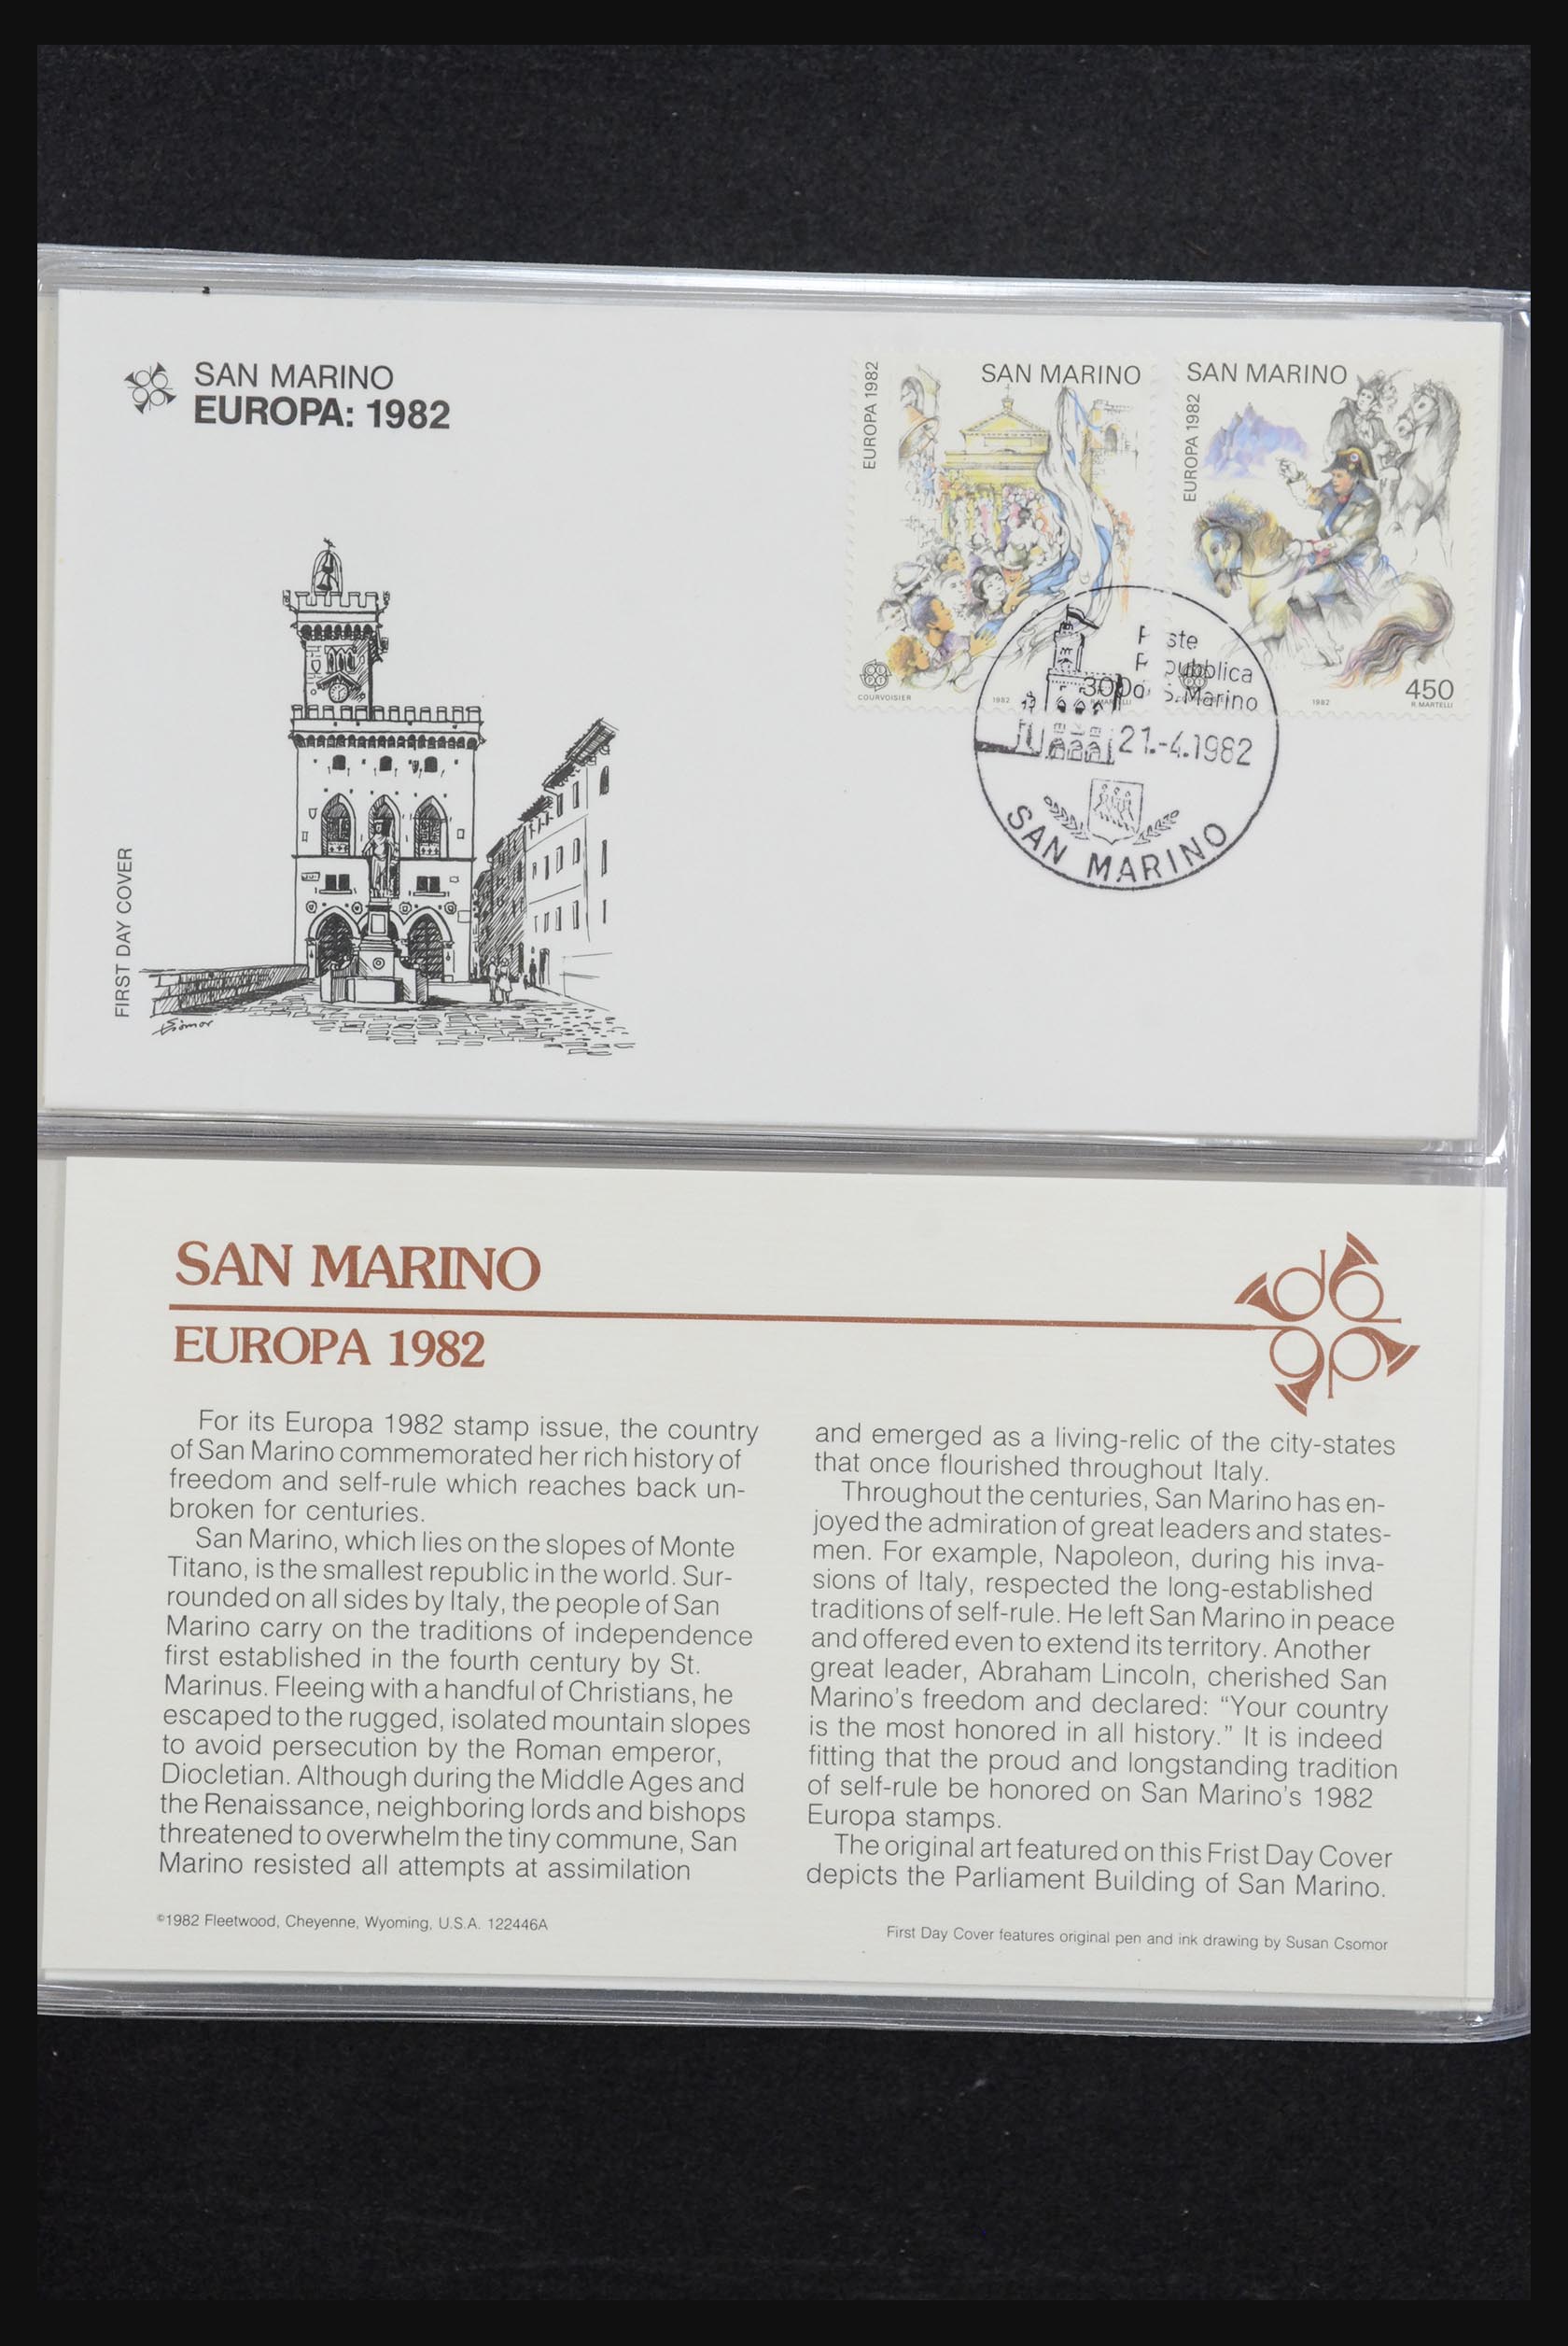 SAN MARINO
EUROPA: 1982
EUROPA 1982
SAN MARINO
COURVOISIER
1982
300
SAN MARINO
EUROPA 1982
1982
450
R. MARTELLI
21.-4.1982
SAN MARINO
FIRST DAY COVER
SAN MARINO
EUROPA 1982
For its Europa 1982 stamp issue, the country
of San Marino commemorated her rich history of
freedom and self-rule which reaches back un-
broken for centuries.
San Marino, which lies on the slopes of Monte
Titano, is the smallest republic in the world. Sur-
rounded on all sides by Italy, the people of San
Marino carry on the traditions of independence
first established in the fourth century by St.
Marinus. Fleeing with a handful of Christians, he
escaped to the rugged, isolated mountain slopes
to avoid persecution by the Roman emperor,
Diocletian. Although during the Middle Ages and
the Renaissance, neighboring lords and bishops
threatened to overwhelm the tiny commune, San
Marino resisted all attempts at assimilation
and emerged as a living-relic of the city-states
that once flourished throughout Italy.
Throughout the centuries, San Marino has en-
joyed the admiration of great leaders and states-
men. For example, Napoleon, during his inva-
sions of Italy, respected the long-established
traditions of self-rule. He left San Marino in peace
and offered even to extend its territory. Another
great leader, Abraham Lincoln, cherished San
Marino's freedom and declared: “Your country
is the most honored in all history.” It is indeed
fitting that the proud and longstanding tradition
of self-rule be honored on San Marino's 1982
Europa stamps.
The original art featured on this Frist Day Cover
depicts the Parliament Building of San Marino.
©1982 Fleetwood, Cheyenne, Wyoming, U.S.A. 122446A
First Day Cover features original pen and ink drawing by Susan Csomor